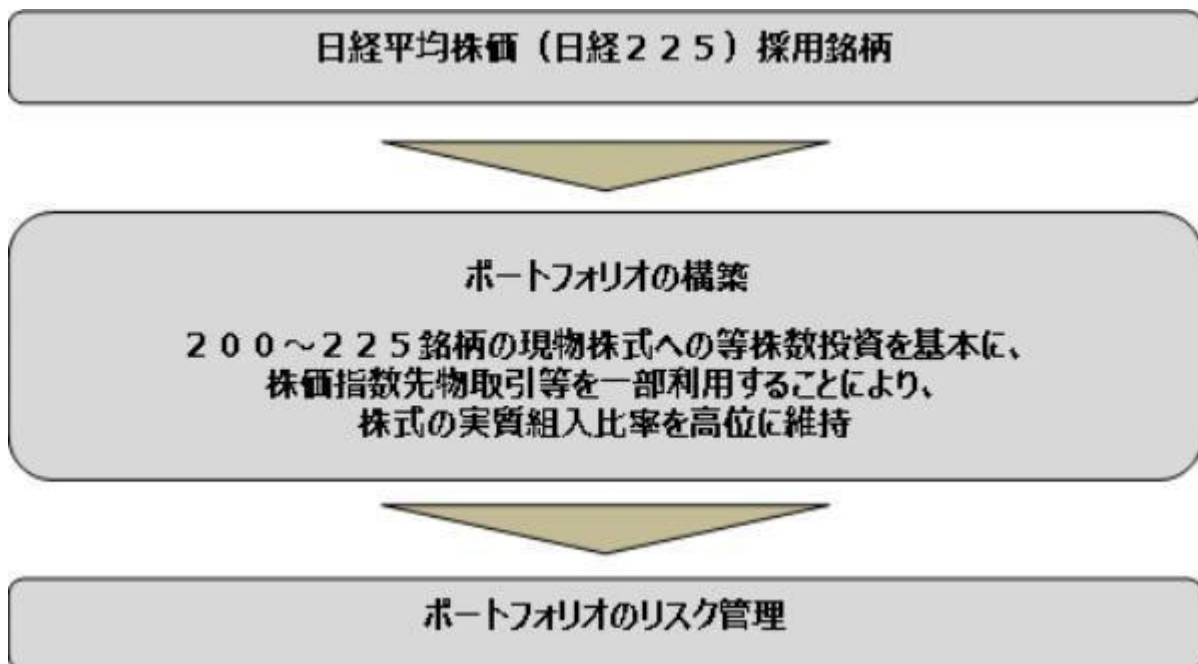 日経平均株価（日経２２５）採用銘柄
ポートフォリオの構築
２００～２２５銘柄の現物株式への等株数投資を基本に、
株価指数先物取引等を一部利用することにより、
株式の実質組入比率を高位に維持
ポートフォリオのリスク管理